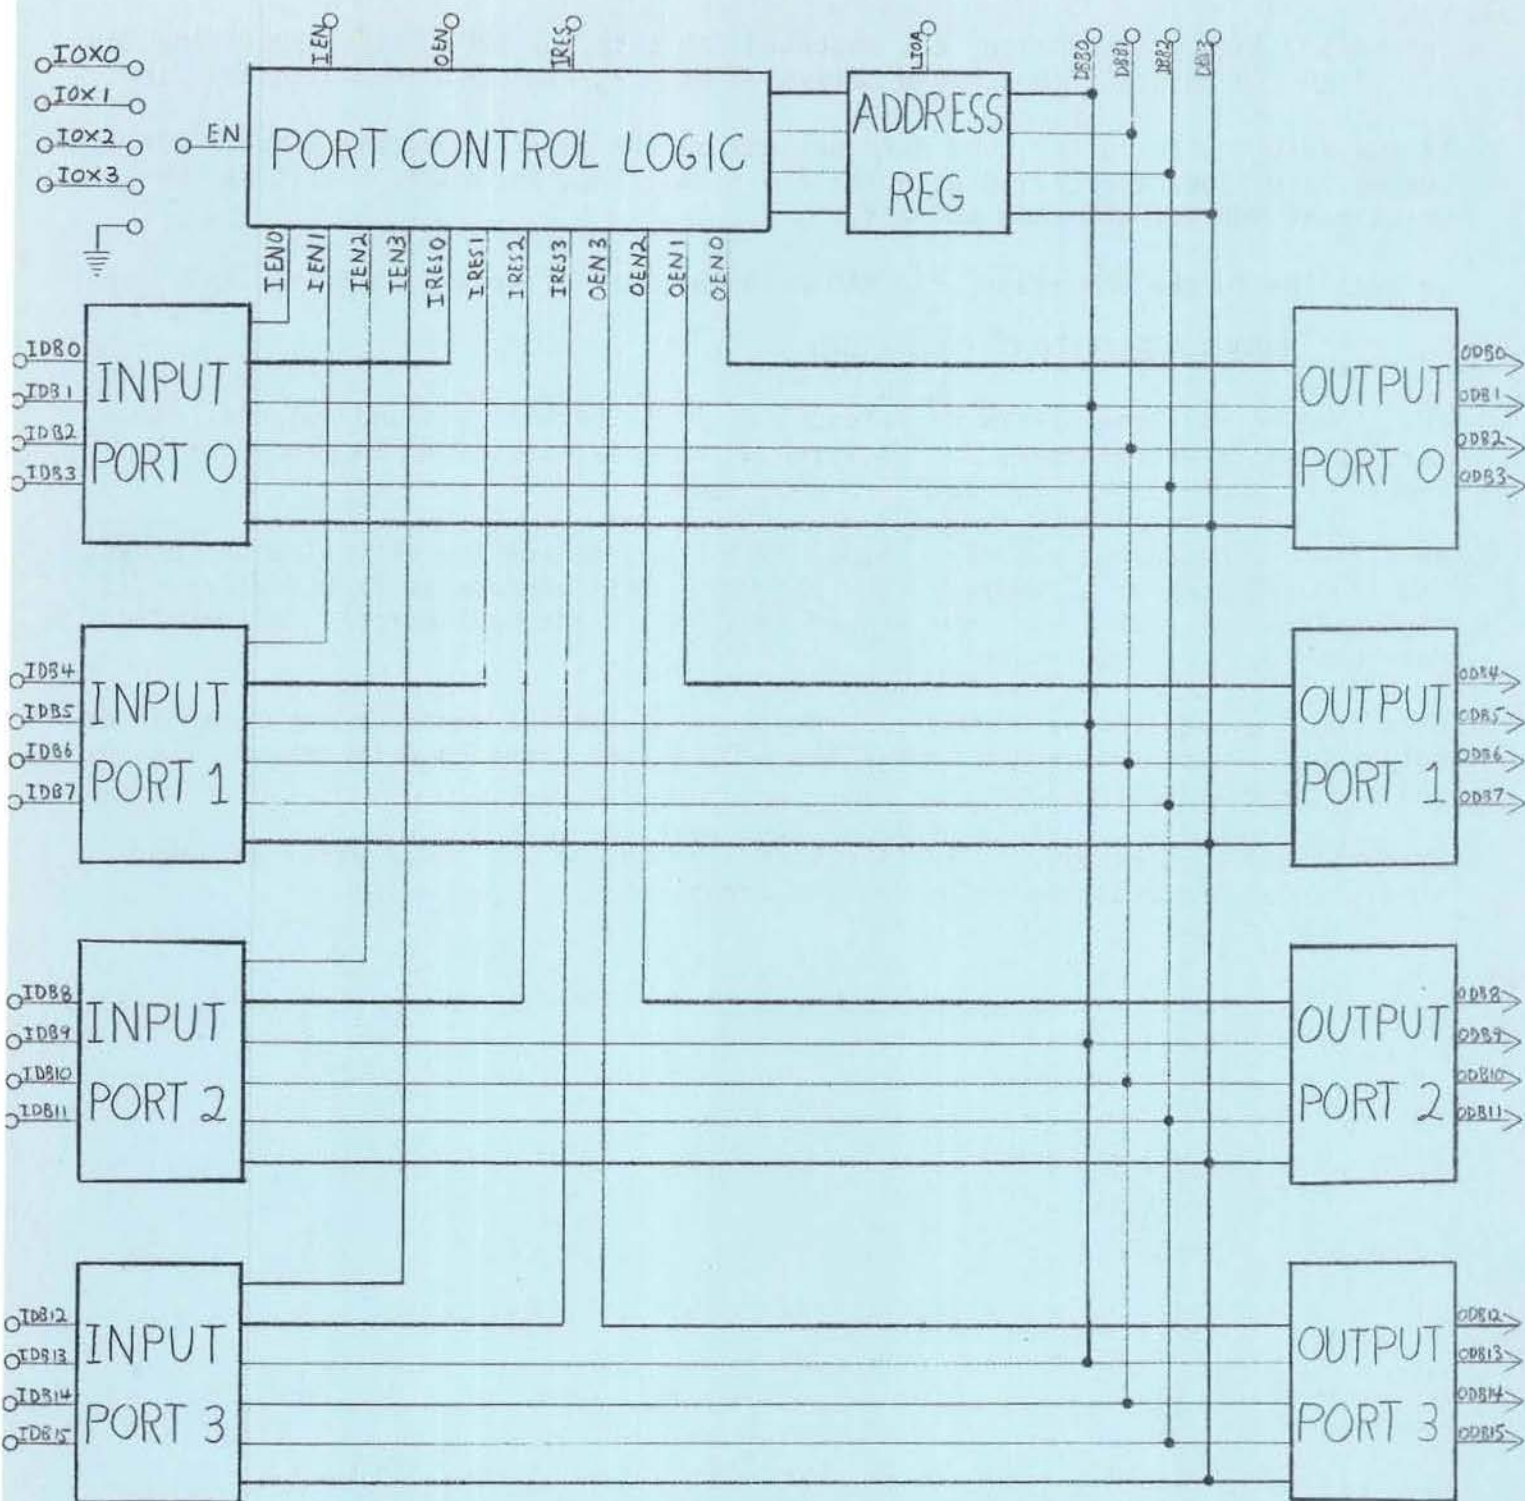 IOX0
IOX1
IOX2
IOX3
EN
IEN
OEN
IRES
LIOA
DBB0
DBB1
DBB2
DBB3
PORT CONTROL LOGIC
ADDRESS
REG
IEN0
IEN1
IEN2
IEN3
IRES0
IRES1
IRES2
IRES3
OEN3
OEN2
OEN1
OEN0
IDB0
IDB1
IDB2
IDB3
INPUT
PORT 0
OUTPUT
PORT 0
ODB0
ODB1
ODB2
ODB3
IDB4
IDB5
IDB6
IDB7
INPUT
PORT 1
OUTPUT
PORT 1
ODB4
ODB5
ODB6
ODB7
IDB8
IDB9
IDB10
IDB11
INPUT
PORT 2
OUTPUT
PORT 2
ODB8
ODB9
ODB10
ODB11
IDB12
IDB13
IDB14
IDB15
INPUT
PORT 3
OUTPUT
PORT 3
ODB12
ODB13
ODB14
ODB15